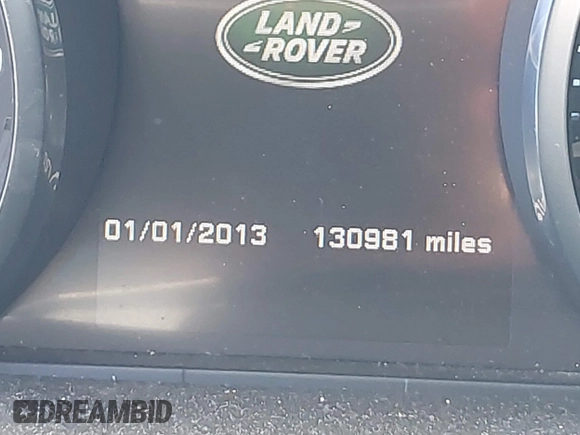 LAND
ROVER
01/01/2013 130981 miles
DREAMBID